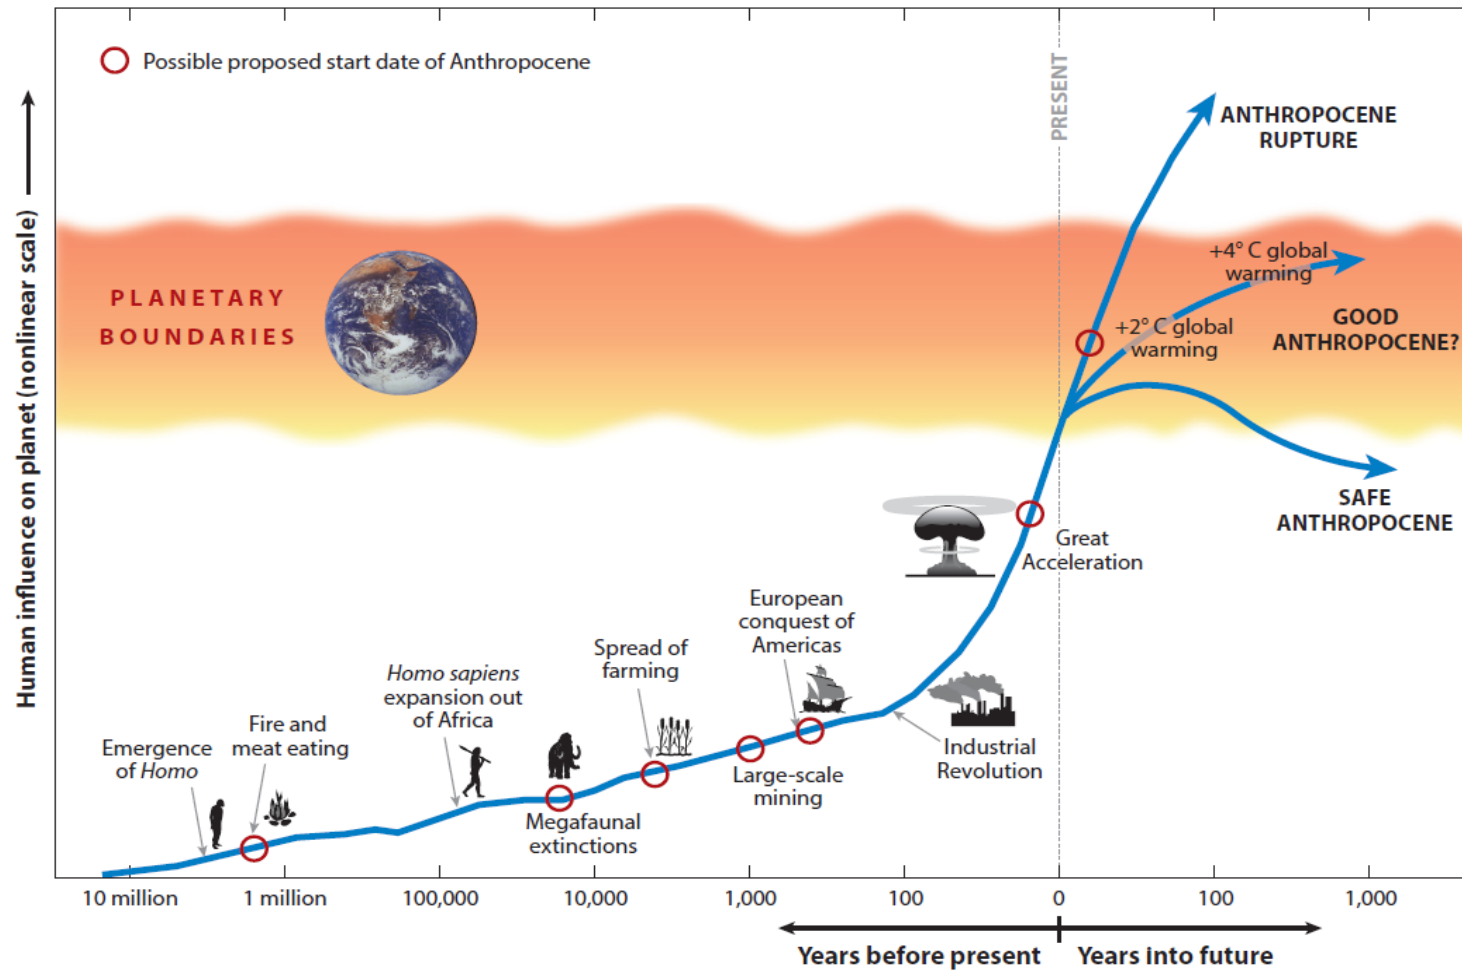 Possible proposed start date of Anthropocene
PRESENT
ANTHROPOCENE
RUPTURE
Human influence on planet (nonlinear scale)
PLANETARY
BOUNDARIES
+4° C global
warming
+2° C global
warming
GOOD
ANTHROPOCENE?
SAFE
ANTHROPOCENE
Great
Acceleration
European
conquest of
Americas
Spread of
farming
Homo sapiens
expansion out
of Africa
Fire and
meat eating
Emergence
of Homo
Industrial
Revolution
Large-scale
mining
Megafaunal
extinctions
10 million 1 million 100,000 10,000 1,000 100 0 100 1,000
Years before present Years into future